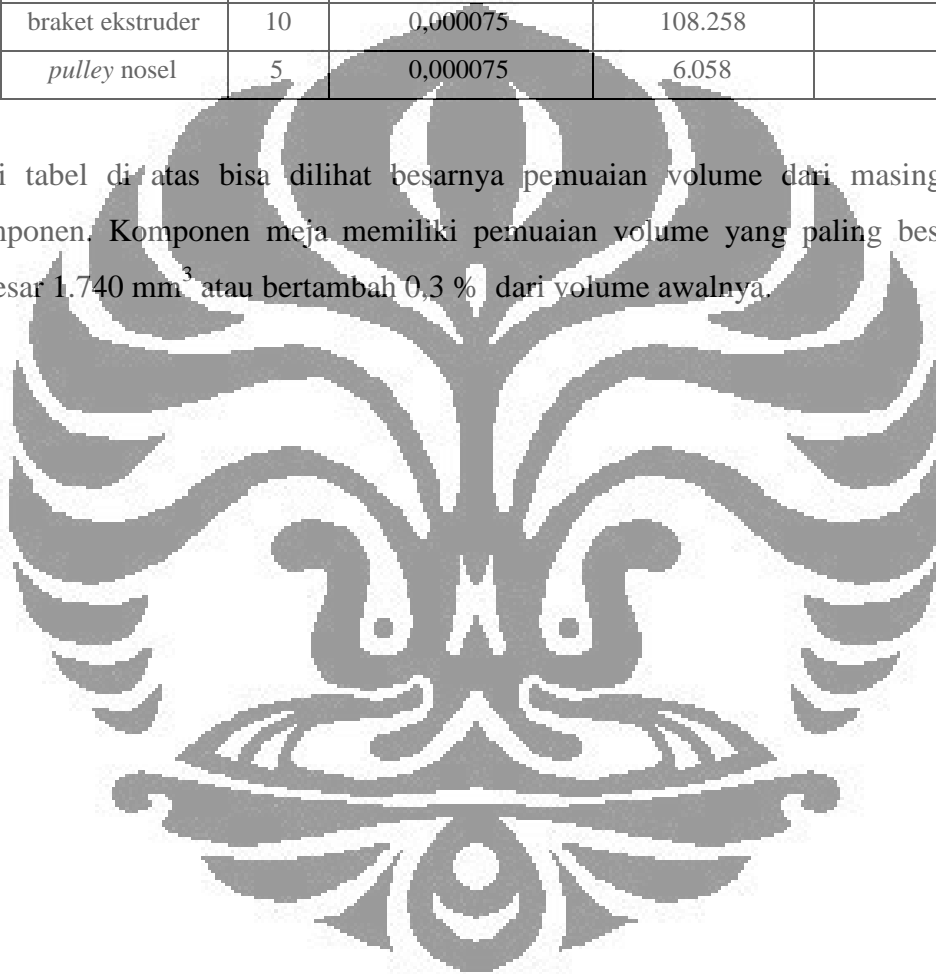 braket ekstruder 10 0,000075 108.258
pulley nosel 5 0,000075 6.058
i tabel di atas bisa dilihat besarnya pemuaian volume dari masing
nponen. Komponen meja memiliki pemuaian volume yang paling bes
esar 1.740 mm³ atau bertambah 0,3 % dari volume awalnya.